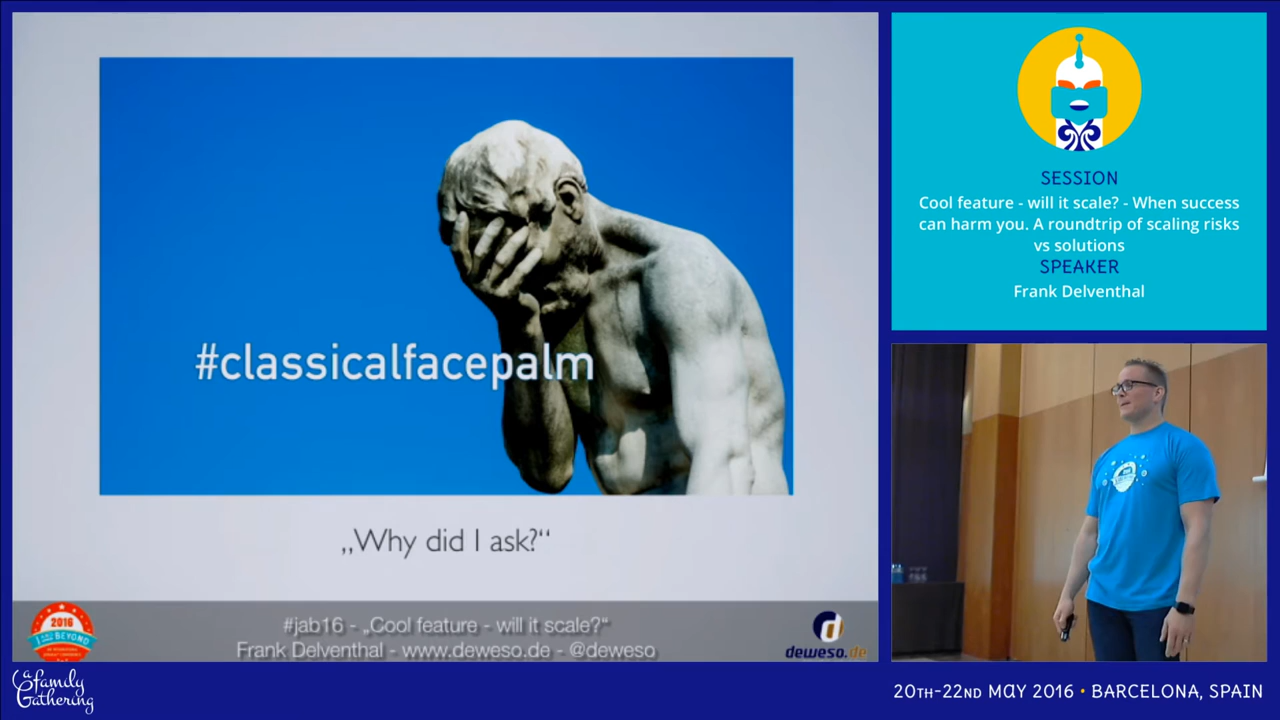 #classicalfacepalm
„Why did I ask?“
2016
BEYOND
#jab16 - „Cool feature - will it scale?“
Frank Delventhal - www.deweso.de - @deweso
d
deweso.de
SESSION
Cool feature - will it scale? - When success
can harm you. A roundtrip of scaling risks
vs solutions
SPEAKER
Frank Delventhal
a family
Gathering
20TH-22ND MAY 2016 • BARCELONA, SPAIN